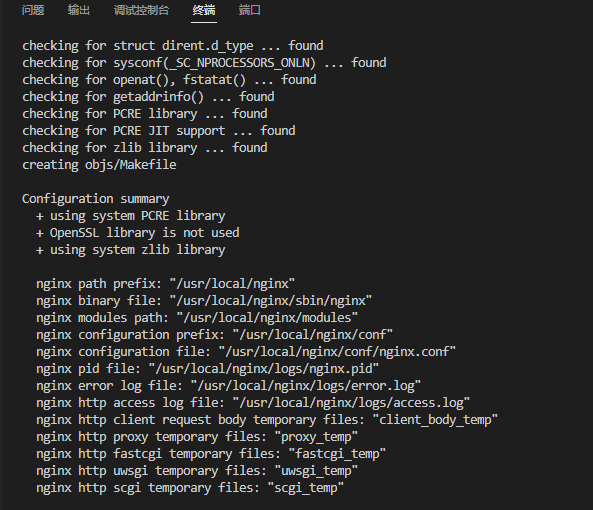 问题 输出 调试控制台 终端 端口
checking for struct dirent.d_type ... found
checking for sysconf(_SC_NPROCESSORS_ONLN) ... found
checking for openat(), fstatat() ... found
checking for getaddrinfo() ... found
checking for PCRE library ... found
checking for PCRE JIT support ... found
checking for zlib library ... found
creating objs/Makefile
Configuration summary
+ using system PCRE library
+ OpenSSL library is not used
+ using system zlib library
nginx path prefix: "/usr/local/nginx"
nginx binary file: "/usr/local/nginx/sbin/nginx"
nginx modules path: "/usr/local/nginx/modules"
nginx configuration prefix: "/usr/local/nginx/conf"
nginx configuration file: "/usr/local/nginx/conf/nginx.conf"
nginx pid file: "/usr/local/nginx/logs/nginx.pid"
nginx error log file: "/usr/local/nginx/logs/error.log"
nginx http access log file: "/usr/local/nginx/logs/access.log"
nginx http client request body temporary files: "client_body_temp"
nginx http proxy temporary files: "proxy_temp"
nginx http fastcgi temporary files: "fastcgi_temp"
nginx http uwsgi temporary files: "uwsgi_temp"
nginx http scgi temporary files: "scgi_temp"